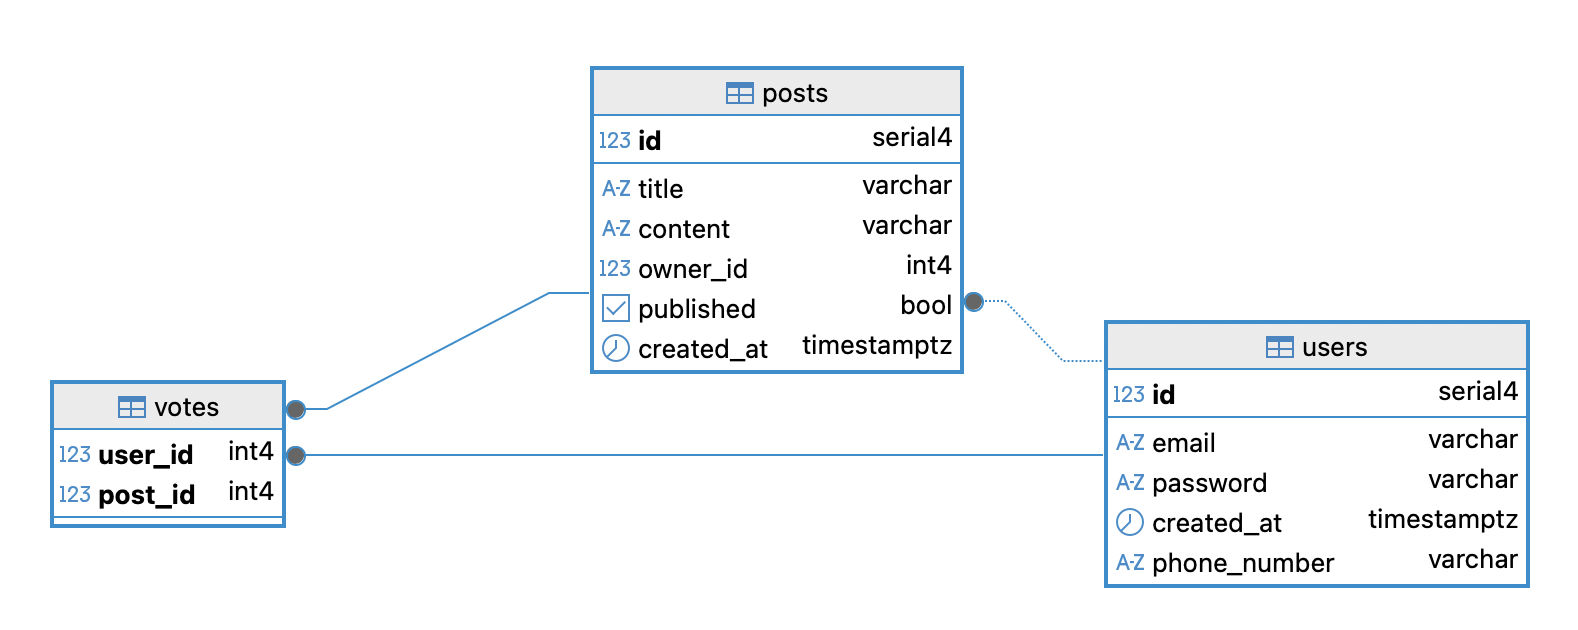 posts
123 id serial4
A-Z title varchar
A-Z content varchar
123 owner_id int4
published bool
created_at timestamptz
votes
123 user_id int4
123 post_id int4
users
123 id serial4
A-Z email varchar
A-Z password varchar
created_at timestamptz
A-Z phone_number varchar